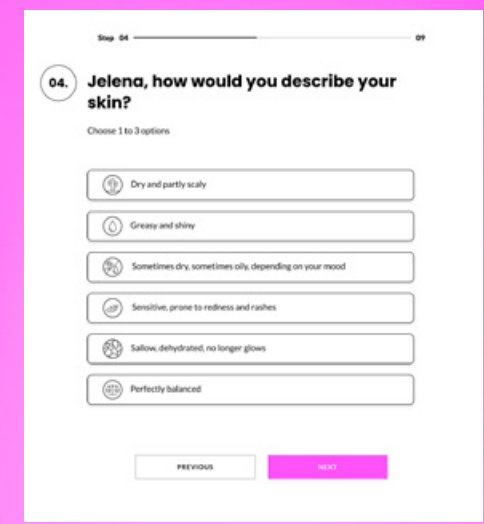 Step 04 09
04. Jelena, how would you describe your
skin?
Choose 1 to 3 options
Dry and partly scaly
Greasy and shiny
Sometimes dry, sometimes oily, depending on your mood
Sensitive, prone to redness and rashes
Sallow, dehydrated, no longer glows
Perfectly balanced
PREVIOUS NEXT